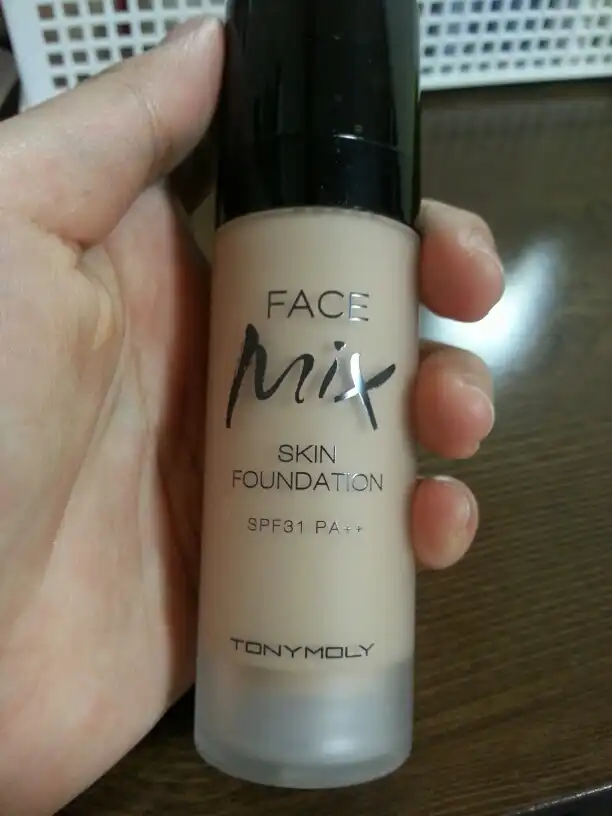 FACE
Mix
SKIN
FOUNDATION
SPF31 PA++
TONYMOLY